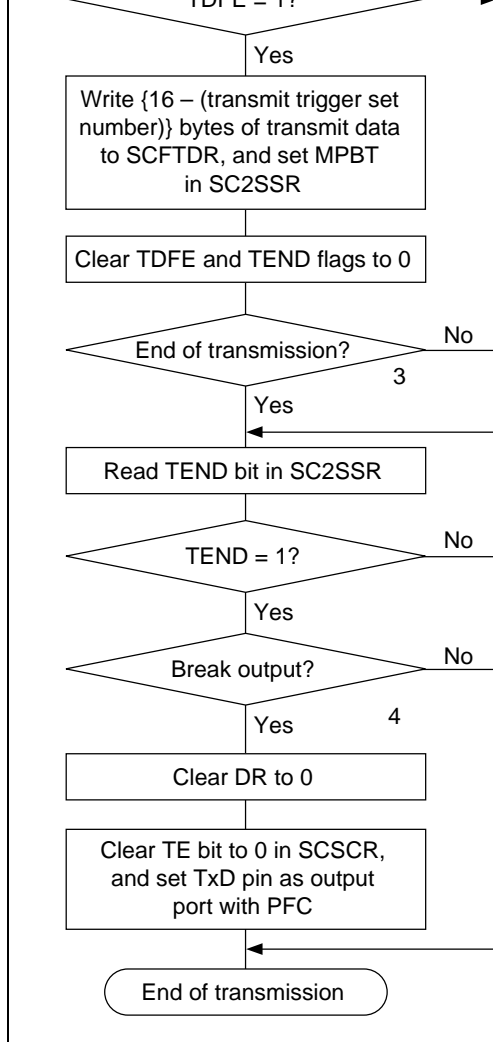 TDFE = 1?
Yes
Write {16 – (transmit trigger set
number)} bytes of transmit data
to SCFTDR, and set MPBT
in SC2SSR
Clear TDFE and TEND flags to 0
End of transmission?
No
3
Yes
Read TEND bit in SC2SSR
TEND = 1?
No
Yes
Break output?
No
4
Yes
Clear DR to 0
Clear TE bit to 0 in SCSCR,
and set TxD pin as output
port with PFC
End of transmission